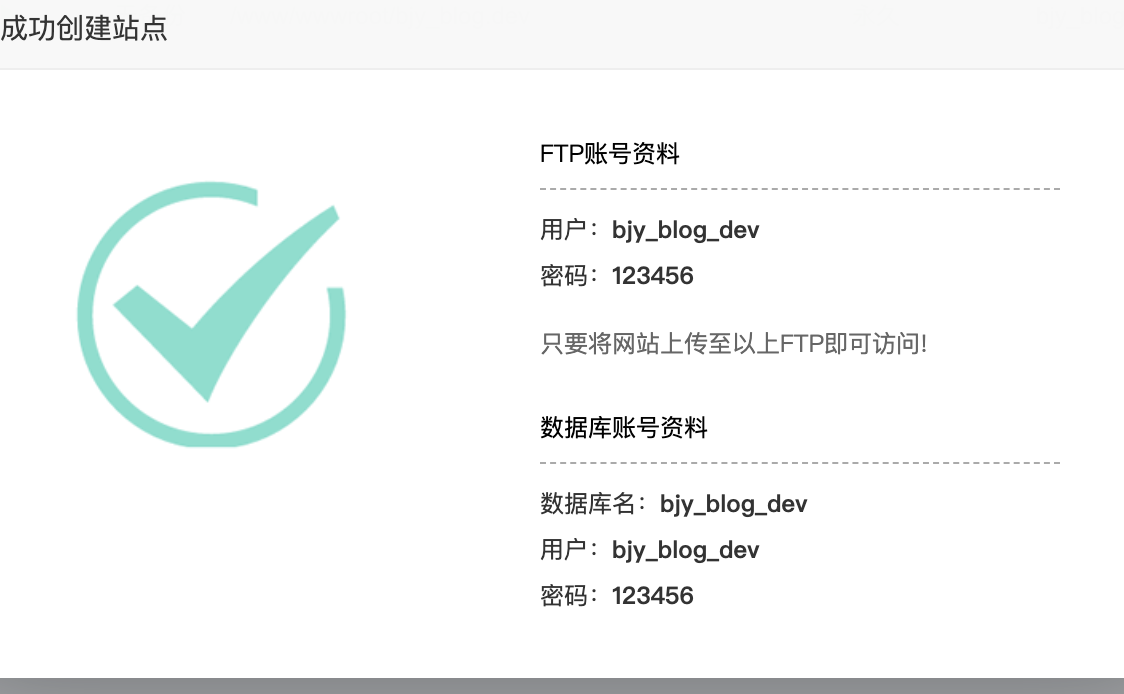 成功创建站点
FTP账号资料
用户：bjy_blog_dev
密码：123456
只要将网站上传至以上FTP即可访问!
数据库账号资料
数据库名：bjy_blog_dev
用户：bjy_blog_dev
密码：123456